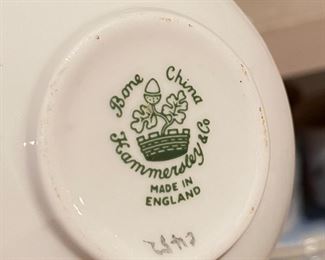 Bone China
Hammersley & Co
MADE IN
ENGLAND